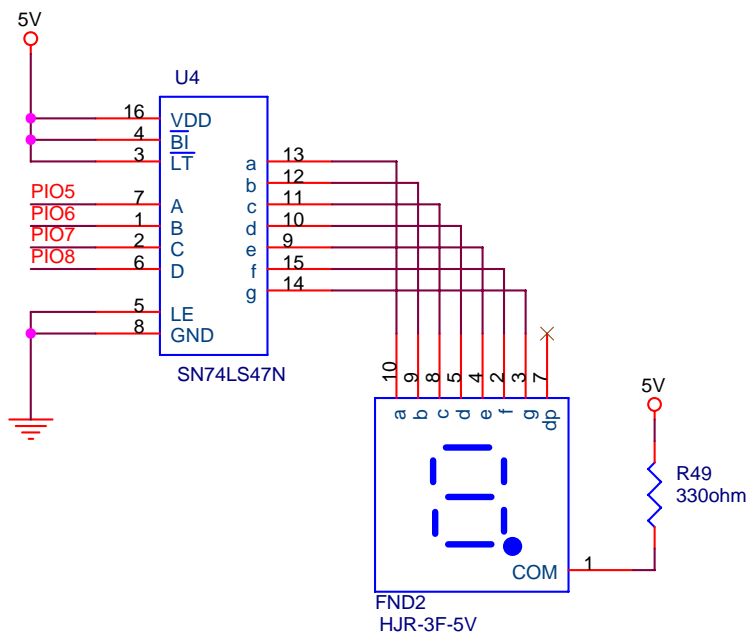 5V
U4
16 VDD
4 BI
3 LT
PIO5 7 A
PIO6 1 B
PIO7 2 C
PIO8 6 D
5 LE
8 GND
a 13
b 12
c 11
d 10
e 9
f 15
g 14
SN74LS47N
10 9 8 5 4 2 3 7
a b c d e f g dp
5V
R49
330ohm
COM 1
FND2
HJR-3F-5V